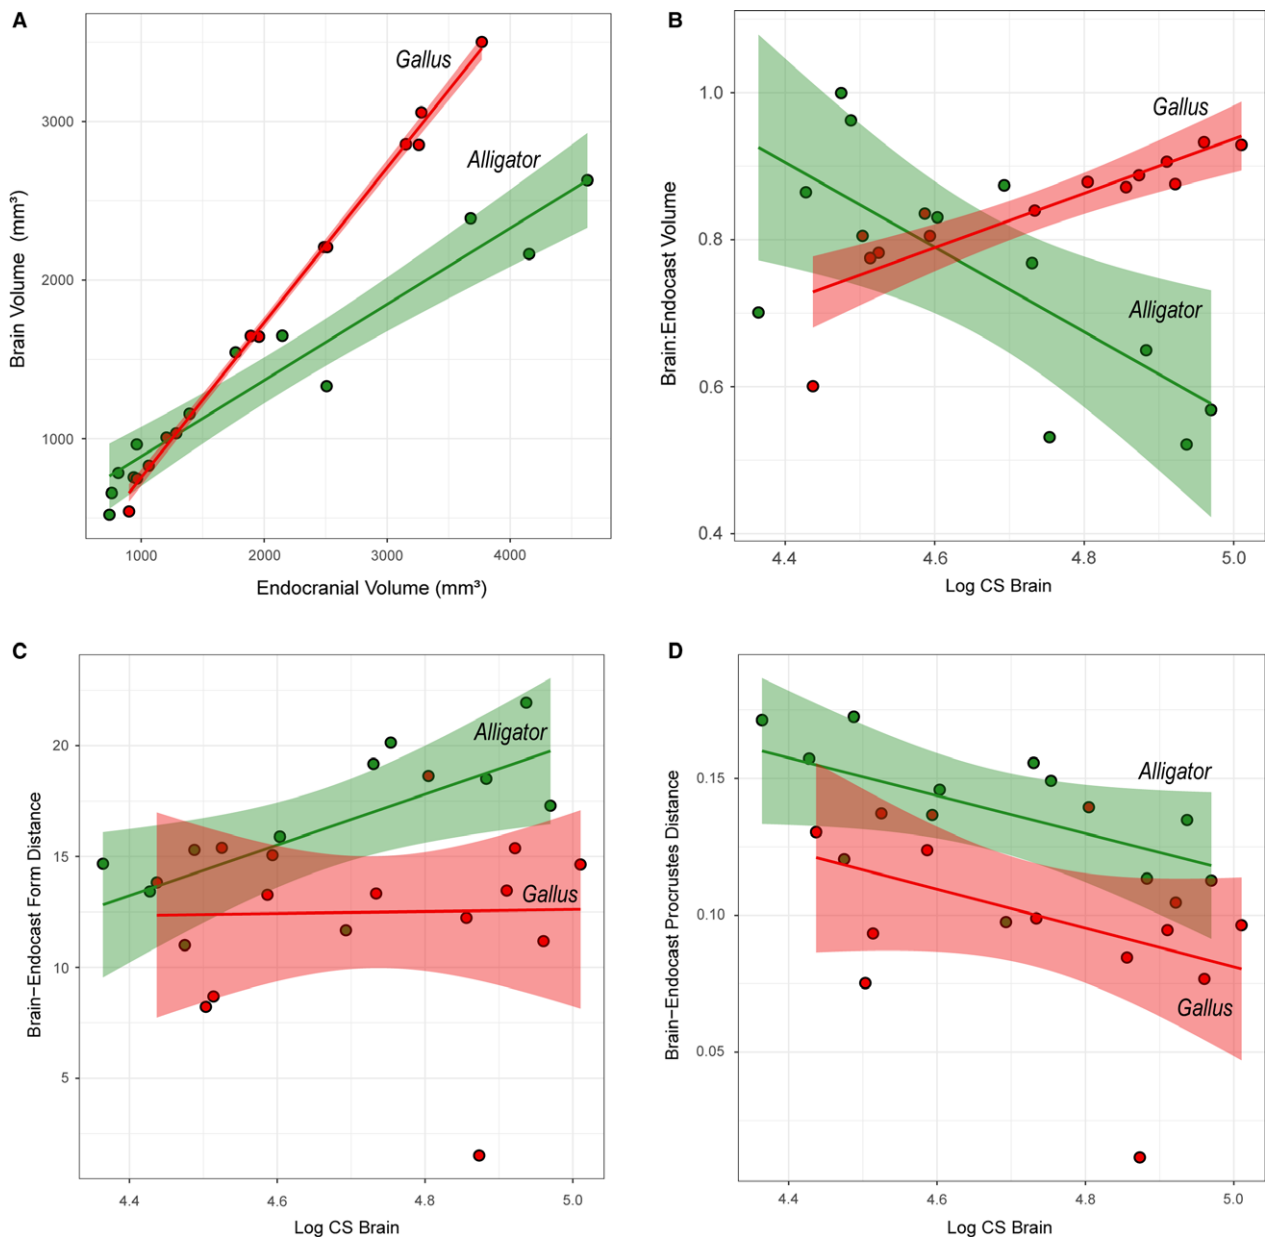 A
Gallus
Alligator
3000
2000
1000
Brain Volume (mm³)
1000
2000
3000
4000
Endocranial Volume (mm³)
B
Gallus
Alligator
1.0
0.8
0.6
0.4
Brain:Endocast Volume
4.4
4.6
4.8
5.0
Log CS Brain
C
Alligator
Gallus
20
15
10
5
Brain−Endocast Form Distance
4.4
4.6
4.8
5.0
Log CS Brain
D
Alligator
Gallus
0.15
0.10
0.05
Brain−Endocast Procrustes Distance
4.4
4.6
4.8
5.0
Log CS Brain